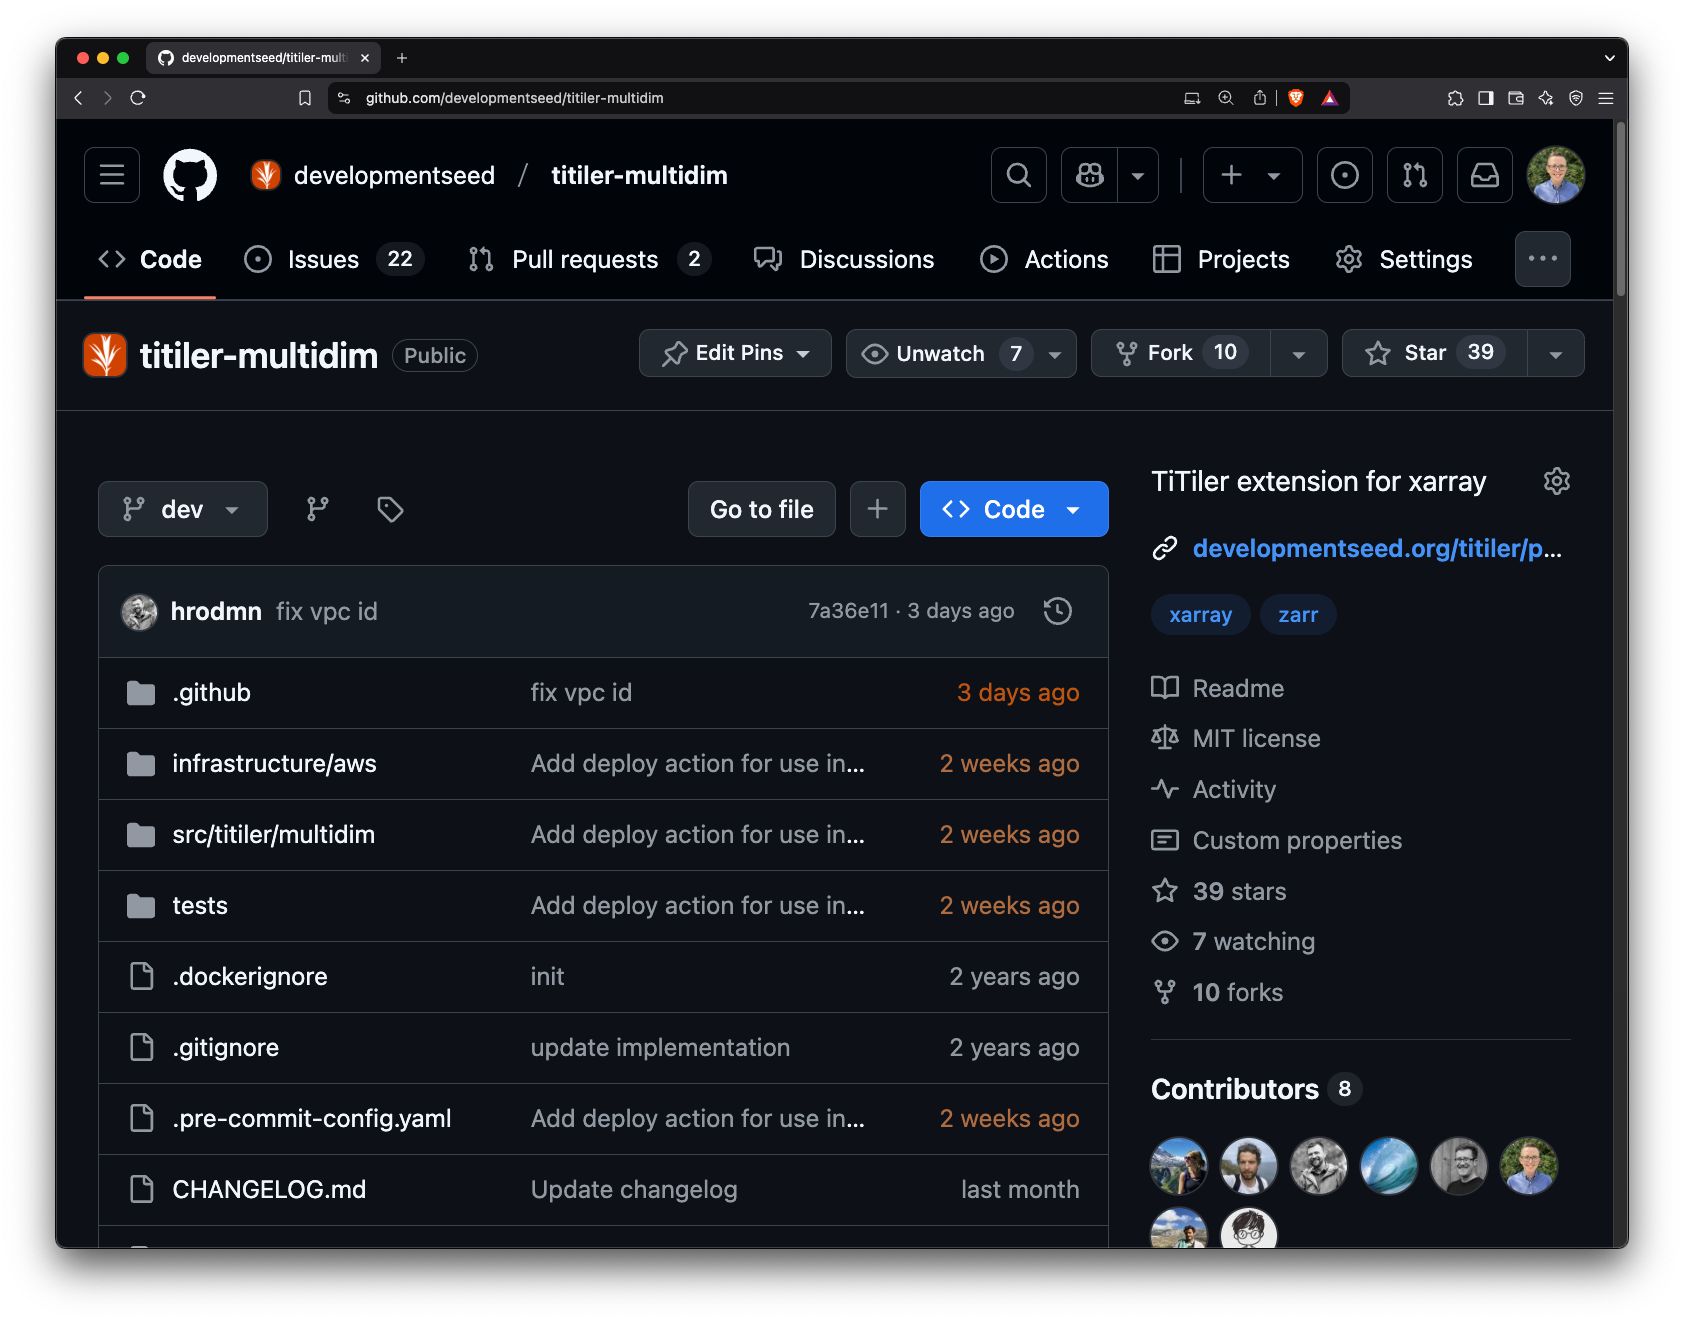 developmentseed/titiler-mult
github.com/developmentseed/titiler-multidim
developmentseed / titiler-multidim
Code Issues 22 Pull requests 2 Discussions Actions Projects Settings
titiler-multidim Public Edit Pins Unwatch 7 Fork 10 Star 39
dev Go to file Code
hrodmn fix vpc id 7a36e11 · 3 days ago
.github fix vpc id 3 days ago
infrastructure/aws Add deploy action for use in... 2 weeks ago
src/titiler/multidim Add deploy action for use in... 2 weeks ago
tests Add deploy action for use in... 2 weeks ago
.dockerignore init 2 years ago
.gitignore update implementation 2 years ago
.pre-commit-config.yaml Add deploy action for use in... 2 weeks ago
CHANGELOG.md Update changelog last month
TiTiler extension for xarray
developmentseed.org/titiler/p...
xarray zarr
Readme
MIT license
Activity
Custom properties
39 stars
7 watching
10 forks
Contributors 8